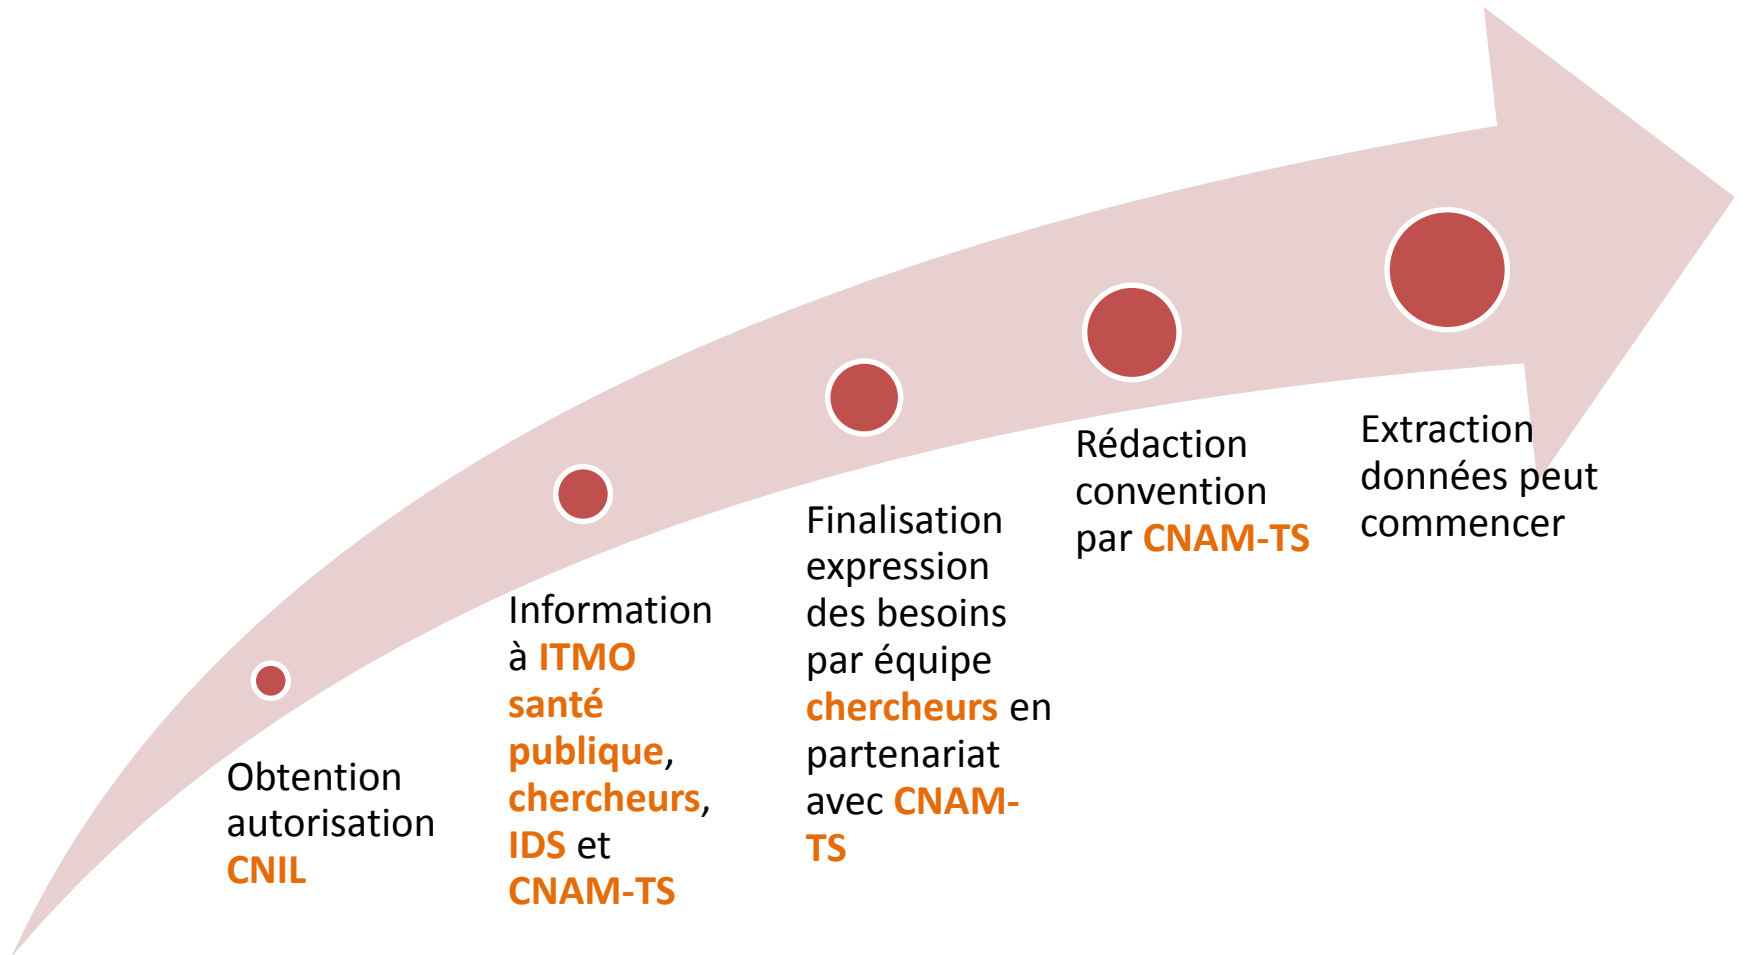 Obtention
autorisation
CNIL
Information
à ITMO
santé
publique,
chercheurs,
IDS et
CNAM-TS
Finalisation
expression
des besoins
par équipe
chercheurs en
partenariat
avec CNAM-
TS
Rédaction
convention
par CNAM-TS
Extraction
données peut
commencer